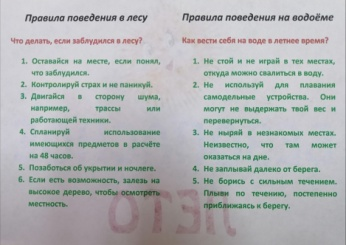 Правила поведения в лесу
Что делать, если заблудился в лесу?
1. Оставайся на месте, если понял,
что заблудился.
2. Контролируй страх и не паникуй.
3. Двигайся в сторону шума,
например, трассы или
работающей техники.
4. Спланируй использование
имеющихся предметов в расчёте
на 48 часов.
5. Позаботься об укрытии и ночлеге.
6. Если есть возможность, залезь на
высокое дерево, чтобы осмотреть
местность.
Правила поведения на водоёме
Как вести себя на воде в летнее время?
1. Не стой и не играй в тех местах,
откуда можно свалиться в воду.
2. Не используй для плавания
самодельные устройства. Они
могут не выдержать твой вес и
перевернуться.
3. Не ныряй в незнакомых местах.
Неизвестно, что там может
оказаться на дне.
4. Не заплывай далеко от берега.
5. Не борись с сильным течением.
Плыви по течению, постепенно
приближаясь к берегу.
ЛЕТО